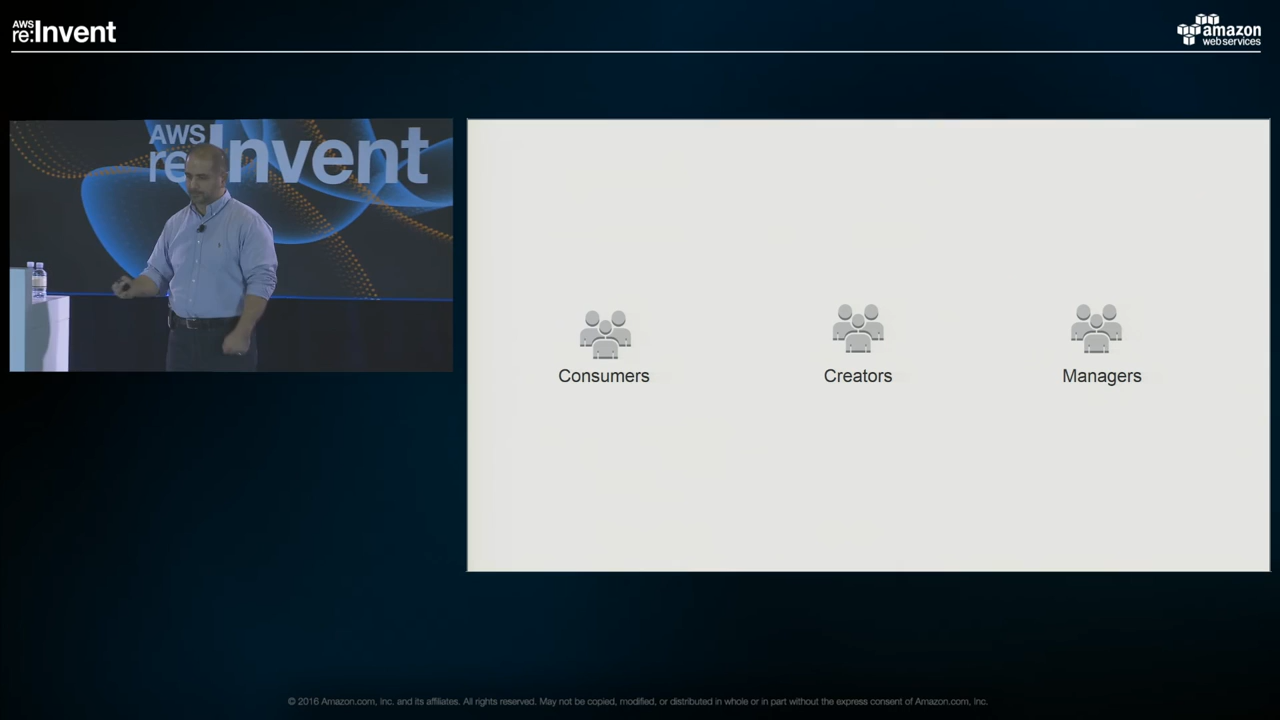 AWS
re:Invent
amazon
webservices
AWS
re:Invent
Consumers
Creators
Managers
© 2016 Amazon.com, Inc. and its affiliates. All rights reserved. May not be copied, modified, or distributed in whole or in part without the express consent of Amazon.com, Inc.